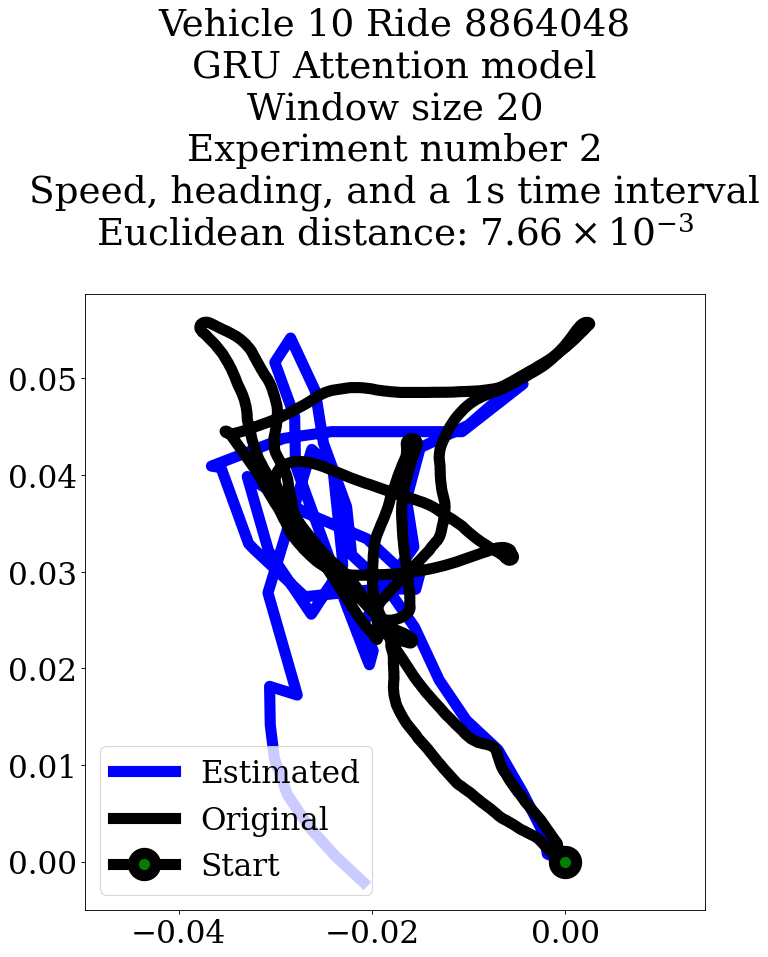 Vehicle 10 Ride 8864048
GRU Attention model
Window size 20
Experiment number 2
Speed, heading, and a 1s time interval
Euclidean distance: 7.66 × 10⁻³
0.05
0.04
0.03
0.02
0.01
0.00
Estimated
Original
Start
−0.04 −0.02 0.00